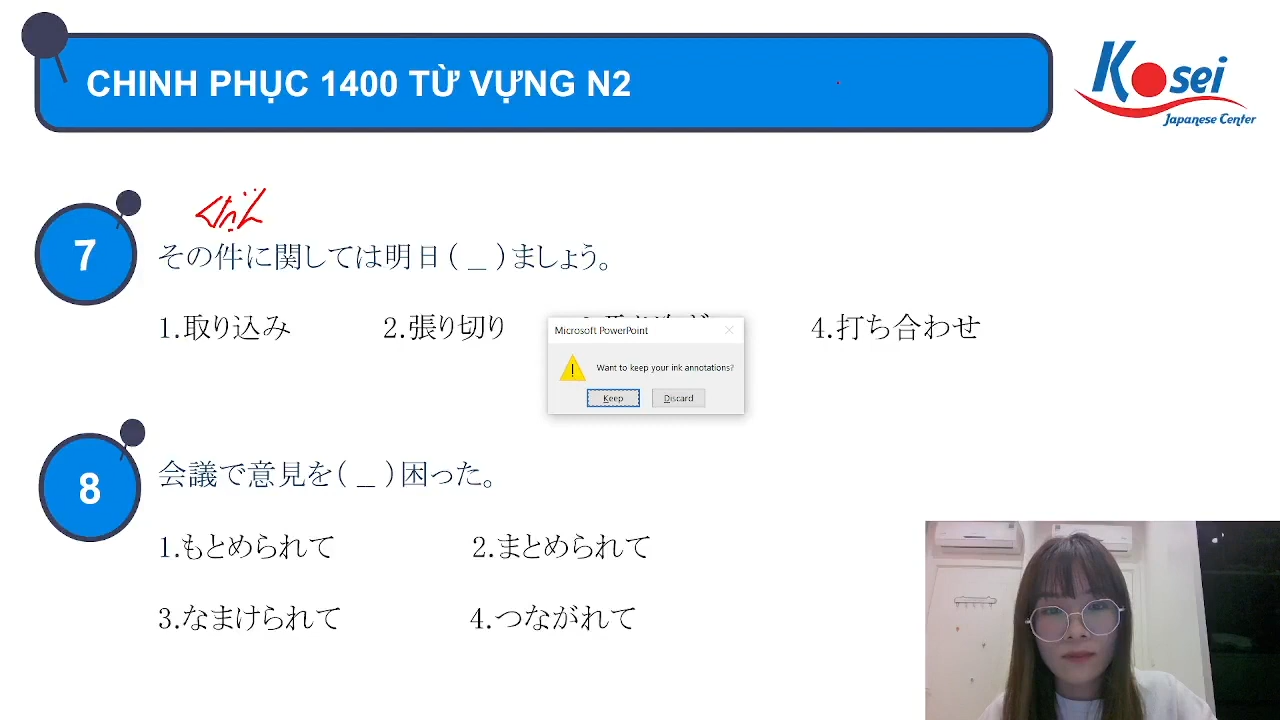 CHINH PHỤC 1400 TỪ VỰNG N2
Kosei
Japanese Center
7
その件に関しては明日( _ )ましょう。
1.取り込み
2.張り切り
4.打ち合わせ
Microsoft PowerPoint
Want to keep your ink annotations?
Keep
Discard
8
会議で意見を( _ )困った。
1.もとめられて
2.まとめられて
3.なまけられて
4.つながれて